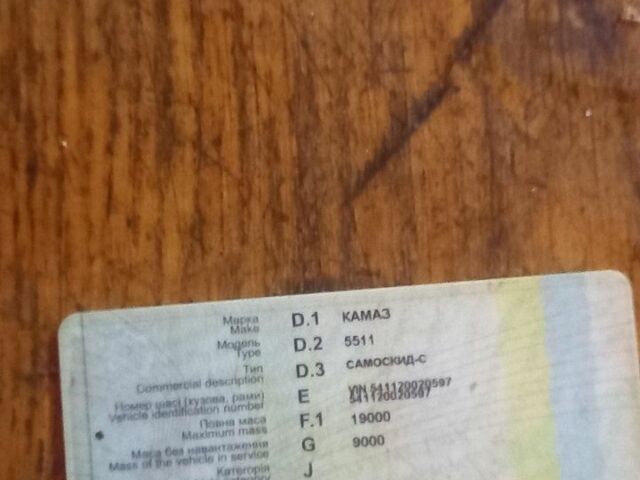 Марка
Make
D.1 КАМАЗ
Модель
Type
D.2 5511
Тип
Commercial description
D.3 САМОСКИД-С
Номер шасі (кузова, рами)
Vehicle identification number
E VIN 541120020597
541120020597
Повна маса
Maximum mass
F.1 19000
Маса без навантаження
Mass of the vehicle in service
G 9000
Категорія
J